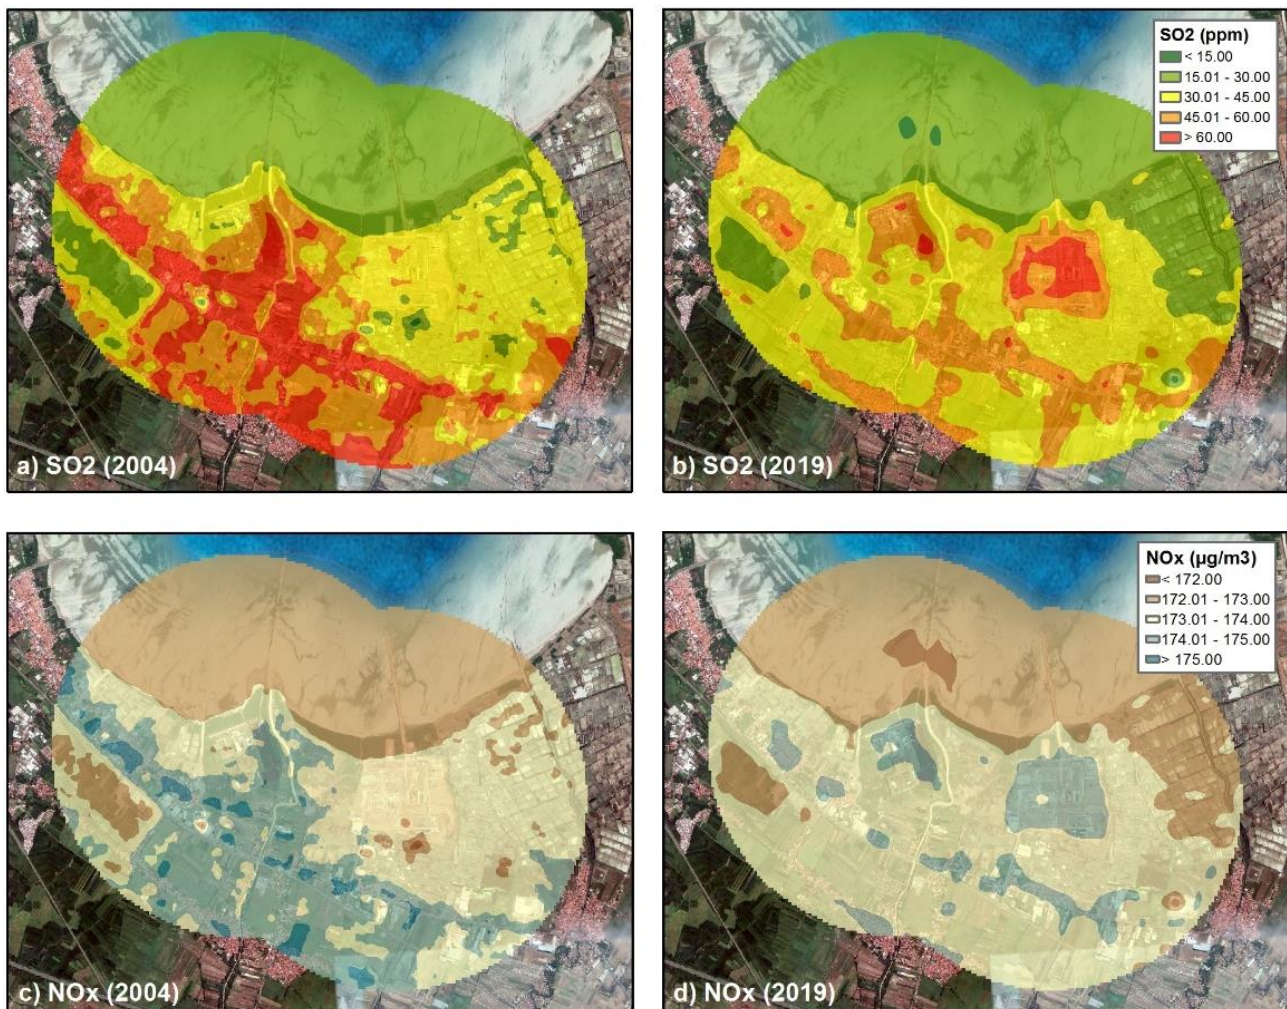 SO2 (ppm)
< 15.00
15.01 - 30.00
30.01 - 45.00
45.01 - 60.00
> 60.00
a) SO2 (2004)
b) SO2 (2019)
NOx (µg/m3)
< 172.00
172.01 - 173.00
173.01 - 174.00
174.01 - 175.00
> 175.00
c) NOx (2004)
d) NOx (2019)